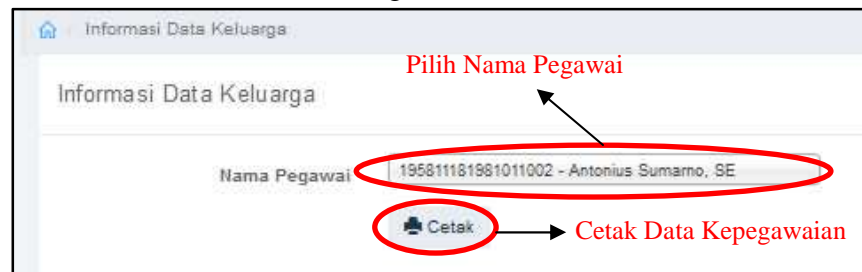 Informasi Data Keluarga
Pilih Nama Pegawai
Informasi Data Keluarga
Nama Pegawai 195811181981011002 - Antonius Sumarno, SE
Cetak Cetak Data Kepegawaian